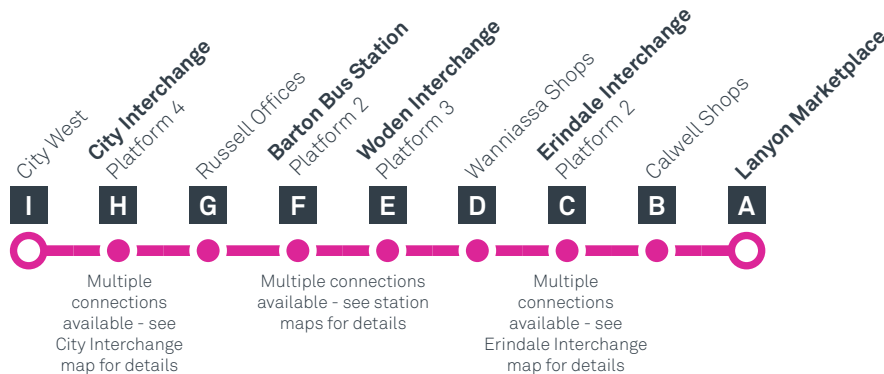 City West
City Interchange
Platform 4
Russell Offices
Barton Bus Station
Platform 2
Woden Interchange
Platform 3
Wanniassa Shops
Erindale Interchange
Platform 2
Calwell Shops
Lanyon Marketplace
I H G F E D C B A
Multiple
connections
available - see
City Interchange
map for details
Multiple connections
available - see station
maps for details
Multiple
connections
available - see
Erindale Interchange
map for details